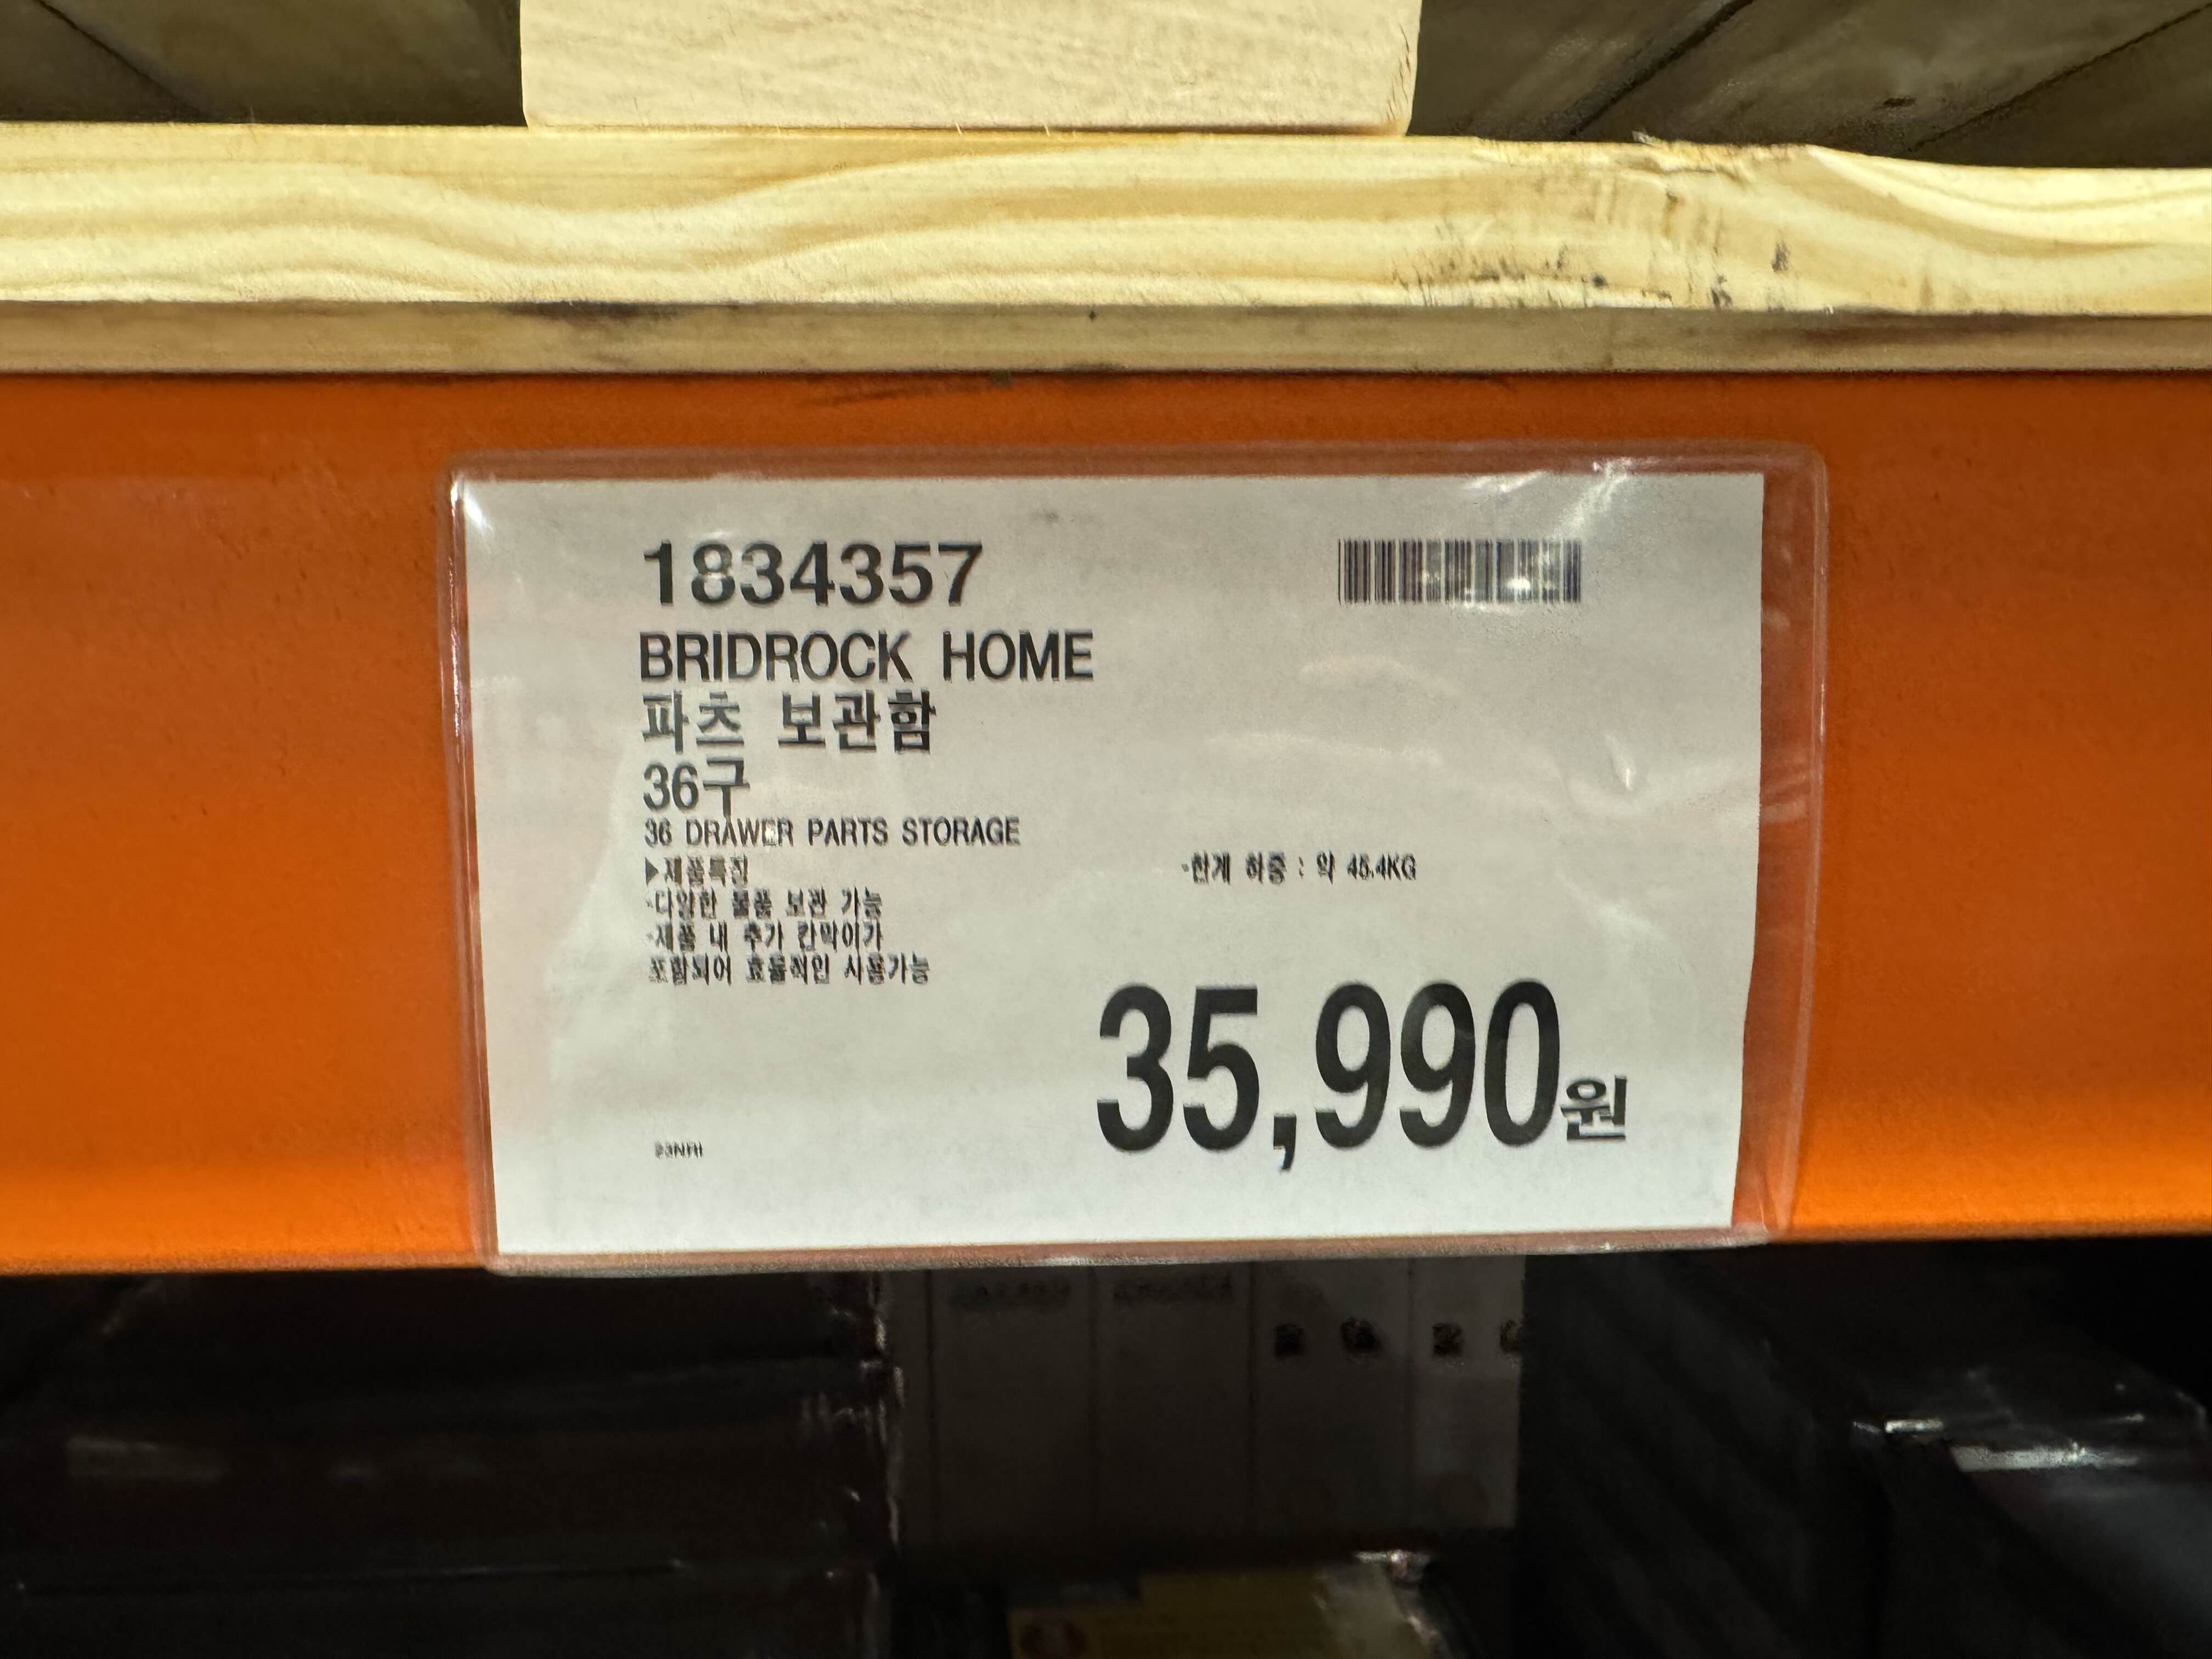 1834357
BRIDROCK HOME
파츠 보관함
36구
36 DRAWER PARTS STORAGE
▶제품특징
-다양한 물품 보관 가능
-제품 내 추가 칸막이가
포함되어 효율적인 사용가능
-한계 하중 : 약 45.4KG
35,990원